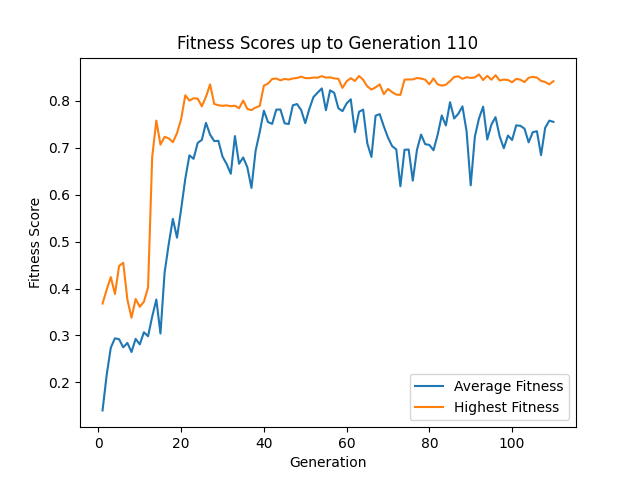 Fitness Scores up to Generation 110
Fitness Score
0.8
0.7
0.6
0.5
0.4
0.3
0.2
0
20
40
60
80
100
Generation
Average Fitness
Highest Fitness